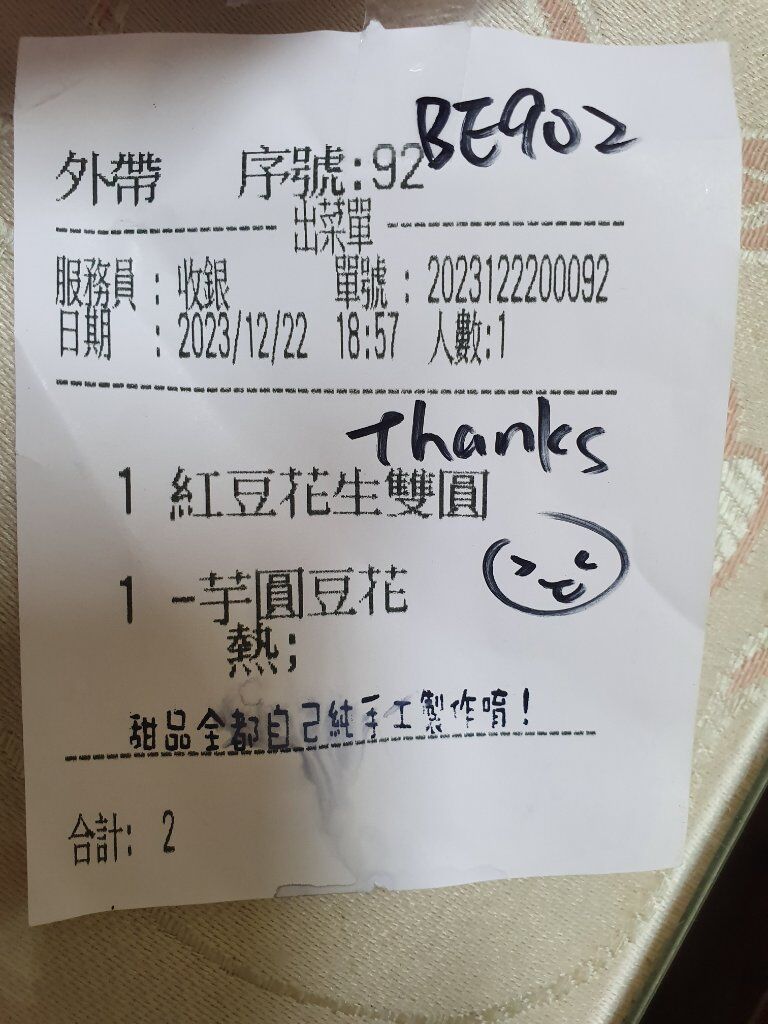 BE902
外帶 序號:92
出菜單
服務員 : 收銀 單號 : 2023122200092
日期 : 2023/12/22 18:57 人數:1
Thanks
1 紅豆花生雙圓
1 -芋圓豆花
熱;
甜品全都自己純手工製作唷!
合計: 2